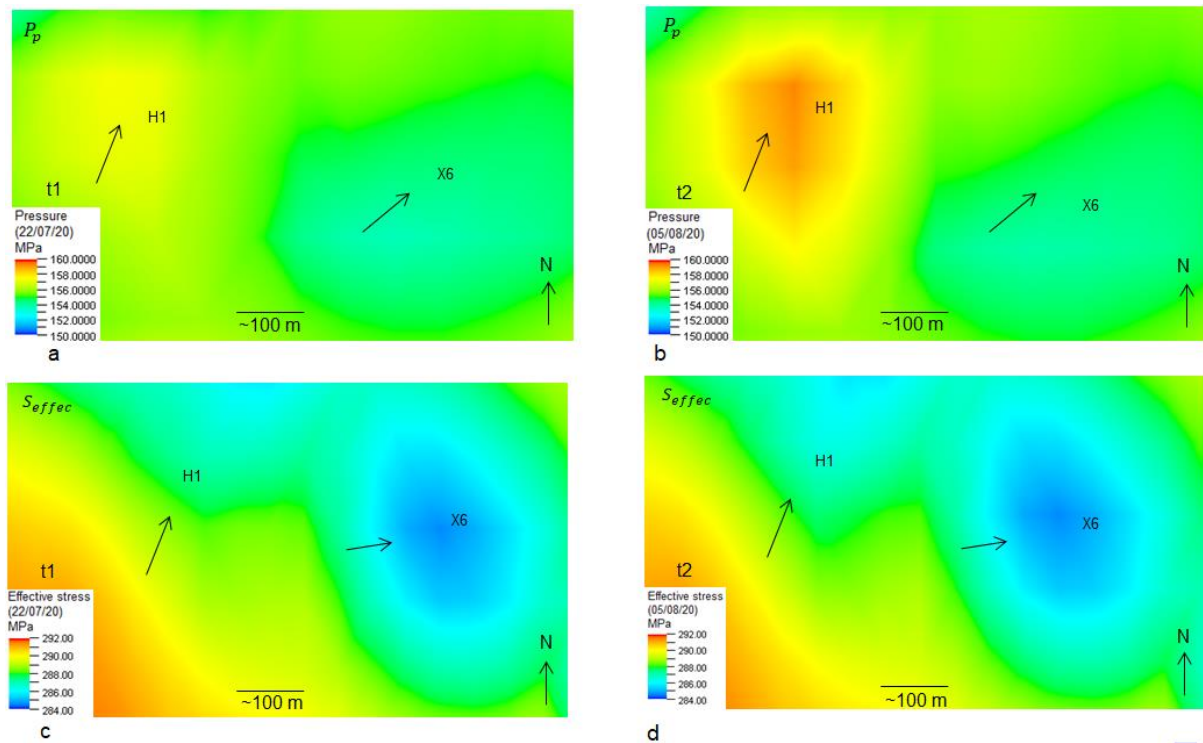 P_p
H1
X6
t1
Pressure
(22/07/20)
MPa
160.0000
158.0000
156.0000
154.0000
152.0000
150.0000
~100 m
N
a
P_p
H1
X6
t2
Pressure
(05/08/20)
MPa
160.0000
158.0000
156.0000
154.0000
152.0000
150.0000
~100 m
N
b
S_effec
H1
X6
t1
Effective stress
(22/07/20)
MPa
292.00
290.00
288.00
286.00
284.00
~100 m
N
c
S_effec
H1
X6
t2
Effective stress
(05/08/20)
MPa
292.00
290.00
288.00
286.00
284.00
~100 m
N
d